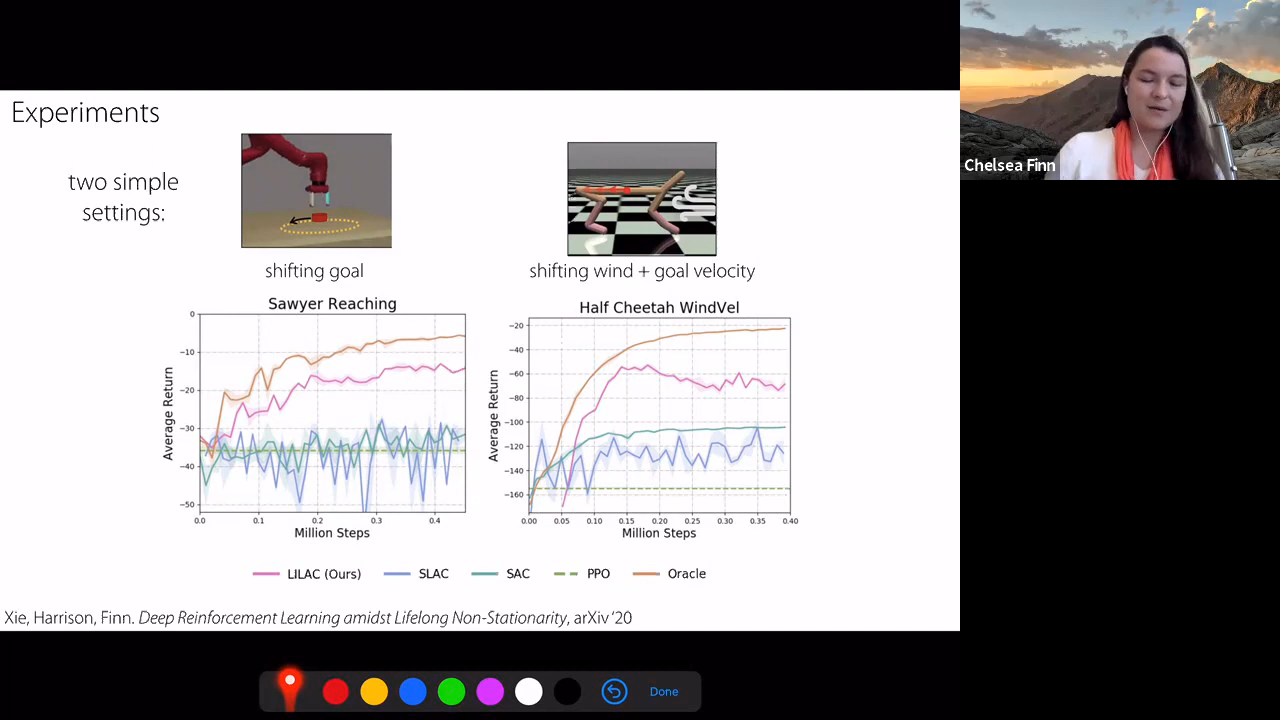 Experiments
two simple
settings:
shifting goal
shifting wind + goal velocity
Sawyer Reaching
0
−10
−20
−30
−40
−50
Average Return
0.0 0.1 0.2 0.3 0.4
Million Steps
Half Cheetah WindVel
−20
−40
−60
−80
−100
−120
−140
−160
Average Return
0.00 0.05 0.10 0.15 0.20 0.25 0.30 0.35 0.40
Million Steps
LILAC (Ours) SLAC SAC PPO Oracle
Xie, Harrison, Finn. Deep Reinforcement Learning amidst Lifelong Non-Stationarity, arXiv ‘20
Chelsea Finn
Done